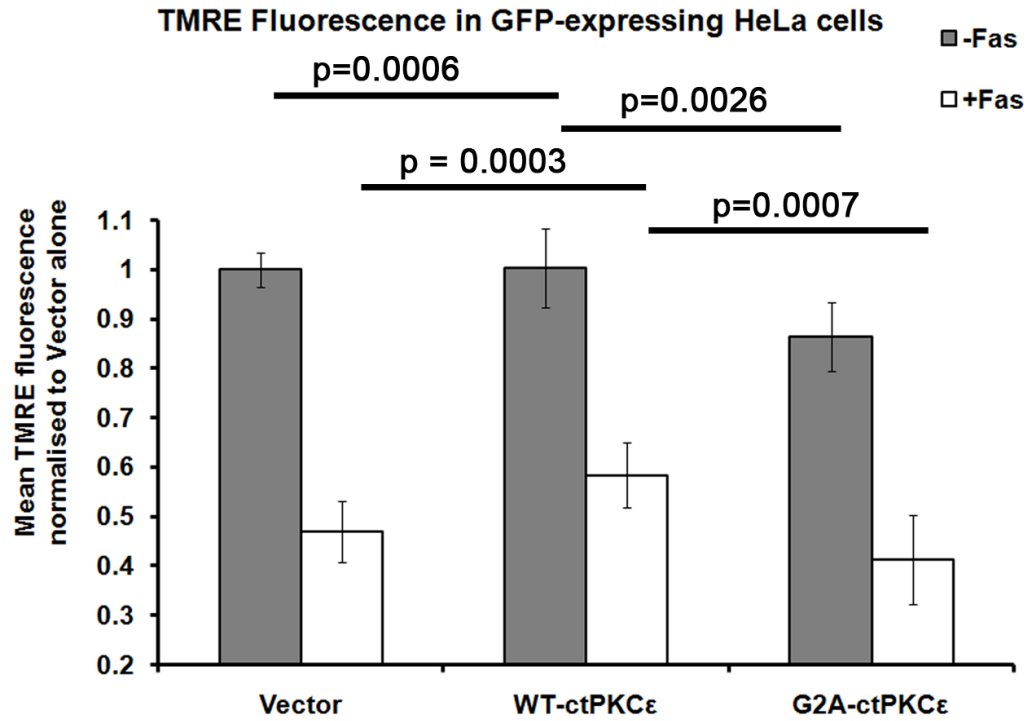 TMRE Fluorescence in GFP-expressing HeLa cells
-Fas
+Fas
p=0.0006
p=0.0026
p = 0.0003
p=0.0007
Mean TMRE fluorescence
normalised to Vector alone
1.1
1
0.9
0.8
0.7
0.6
0.5
0.4
0.3
0.2
Vector
WT-ctPKCε
G2A-ctPKCε